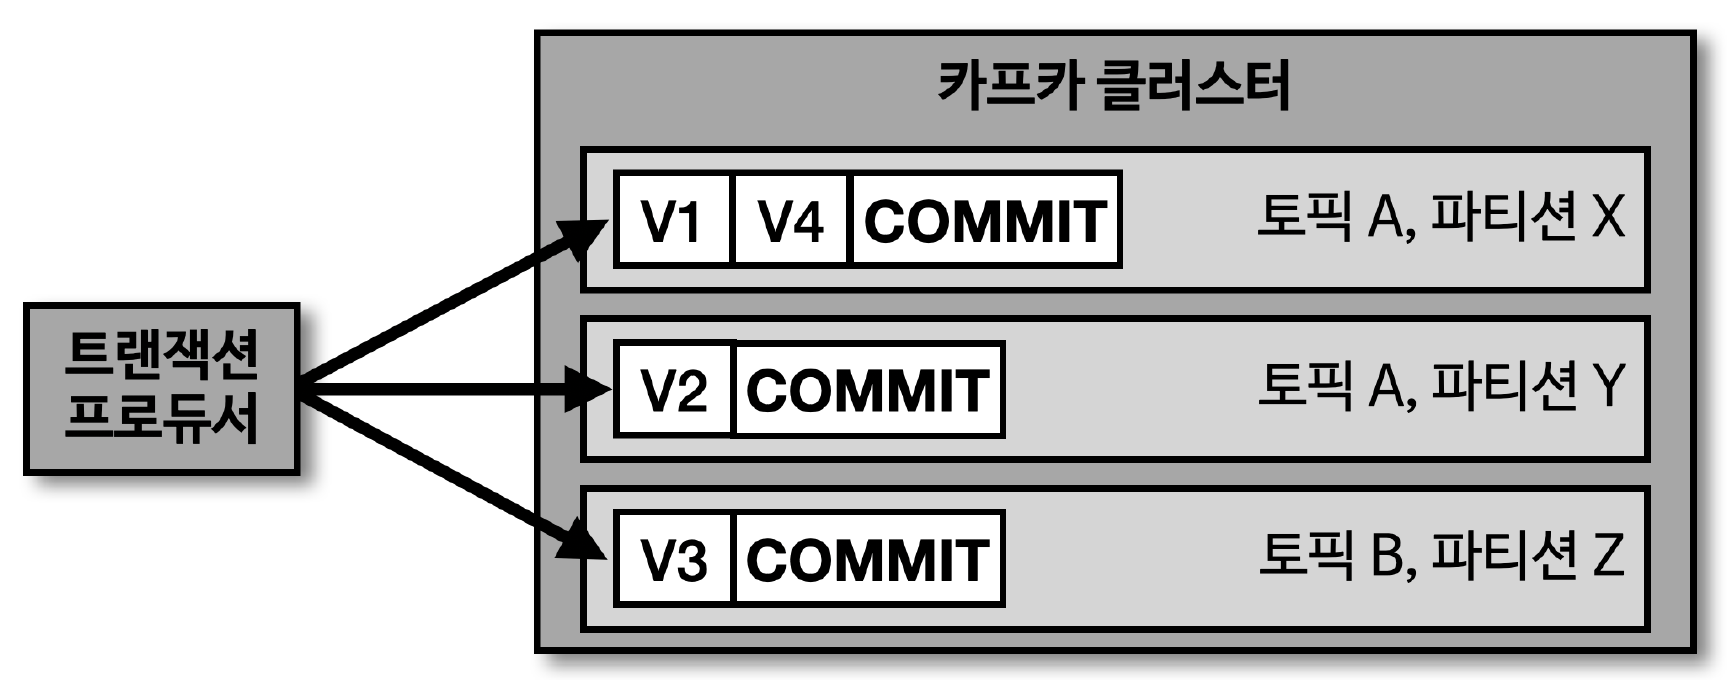 카프카 클러스터
V1 V4 COMMIT 토픽 A, 파티션 X
트랜잭션
프로듀서
V2 COMMIT 토픽 A, 파티션 Y
V3 COMMIT 토픽 B, 파티션 Z